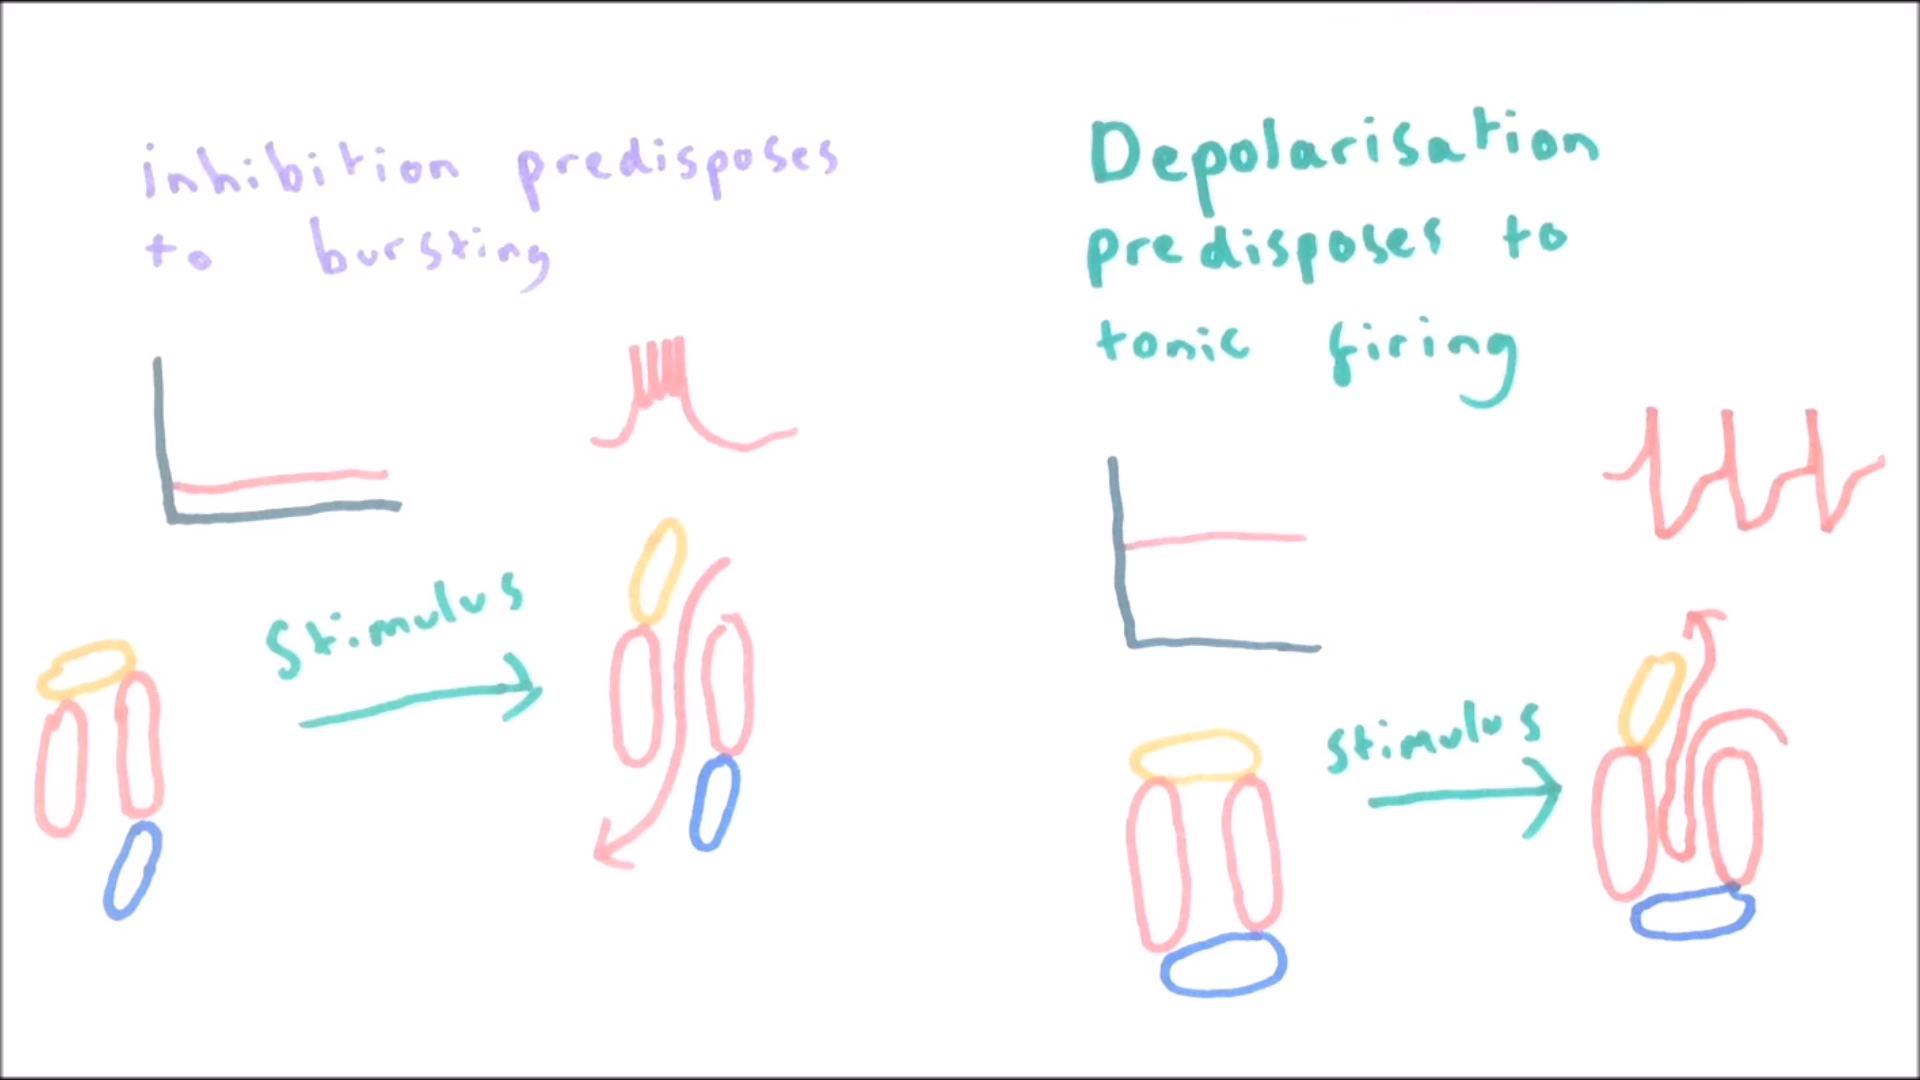 inhibition predisposes
to bursting
Stimulus
Depolarisation
predisposes to
tonic firing
Stimulus